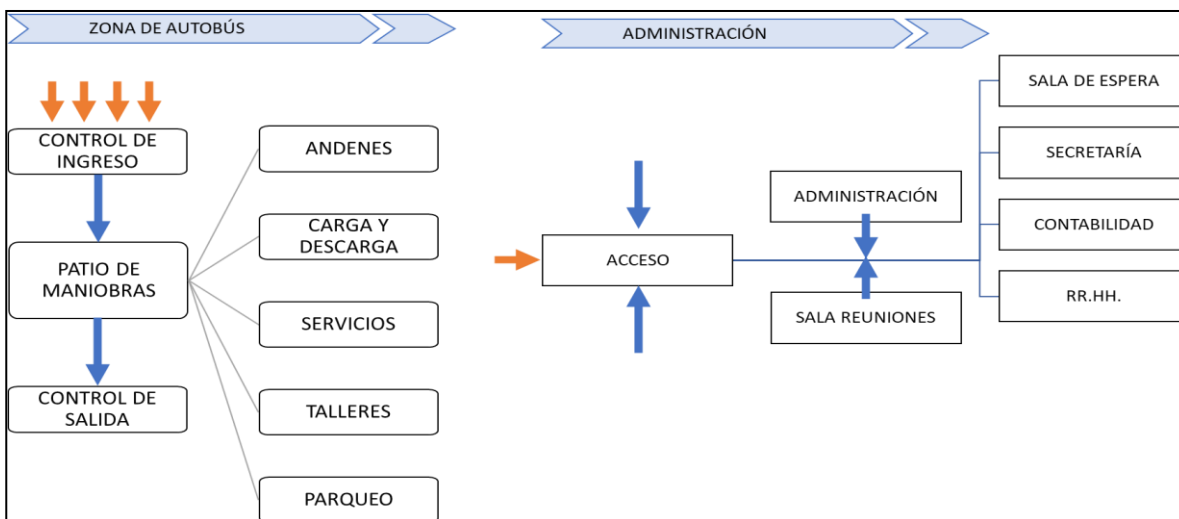 ZONA DE AUTOBÚS
CONTROL DE
INGRESO
PATIO DE
MANIOBRAS
CONTROL DE
SALIDA
ANDENES
CARGA Y
DESCARGA
SERVICIOS
TALLERES
PARQUEO
ADMINISTRACIÓN
ACCESO
ADMINISTRACIÓN
SALA REUNIONES
SALA DE ESPERA
SECRETARÍA
CONTABILIDAD
RR.HH.